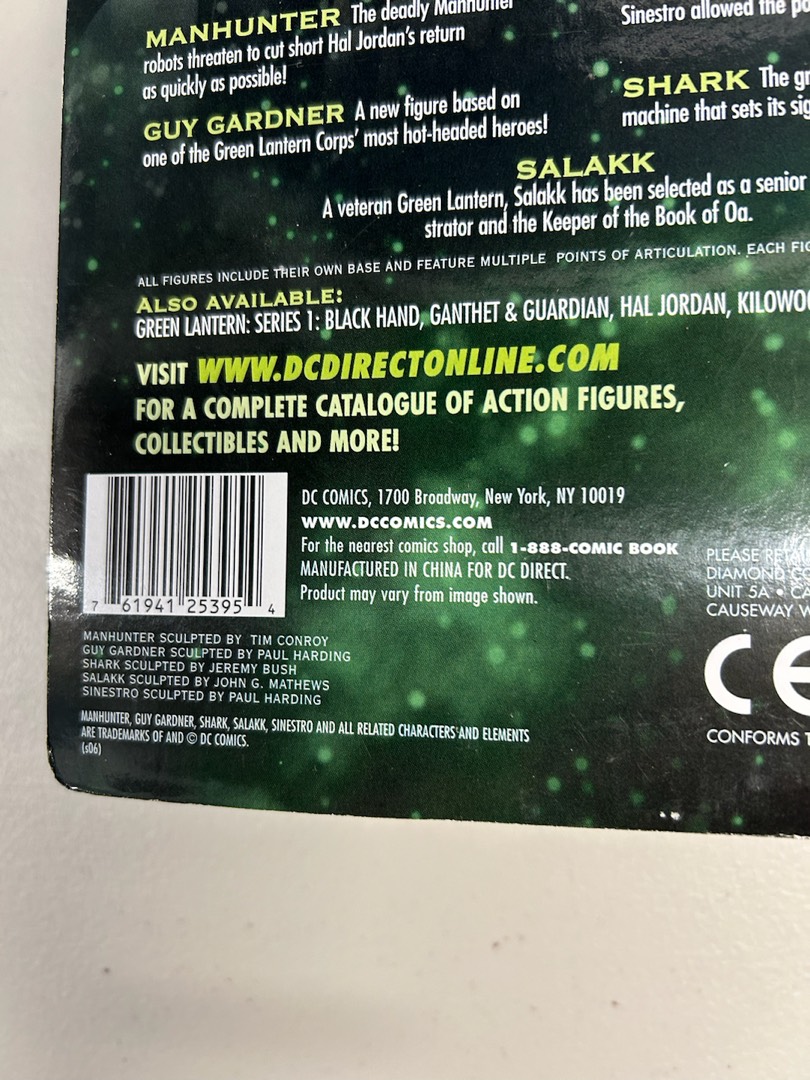 MANHUNTER The deadly Manhunter
robots threaten to cut short Hal Jordan's return
as quickly as possible!
GUY GARDNER A new figure based on
one of the Green Lantern Corps' most hot-headed heroes!
Sinestro allowed the
SHARK The
machine that sets its
SALAKK
A veteran Green Lantern, Salakk has been selected as a senior
strator and the Keeper of the Book of Oa.
ALL FIGURES INCLUDE THEIR OWN BASE AND FEATURE MULTIPLE POINTS OF ARTICULATION. EACH
ALSO AVAILABLE:
GREEN LANTERN: SERIES 1: BLACK HAND, GANTHET & GUARDIAN, HAL JORDAN, KILOWO
VISIT WWW.DCDIRECTONLINE.COM
FOR A COMPLETE CATALOGUE OF ACTION FIGURES,
COLLECTIBLES AND MORE!
7 61941 25395 4
DC COMICS, 1700 Broadway, New York, NY 10019
WWW.DCCOMICS.COM
For the nearest comics shop, call 1-888-COMIC BOOK
MANUFACTURED IN CHINA FOR DC DIRECT.
Product may vary from image shown.
PLEASE RETAI
DIAMOND
UNIT 5A • CA
CAUSEWAY W
CE
CONFORMS T
MANHUNTER SCULPTED BY TIM CONROY
GUY GARDNER SCULPTED BY PAUL HARDING
SHARK SCULPTED BY JEREMY BUSH
SALAKK SCULPTED BY JOHN G. MATHEWS
SINESTRO SCULPTED BY PAUL HARDING
MANHUNTER, GUY GARDNER, SHARK, SALAKK, SINESTRO AND ALL RELATED CHARACTERS AND ELEMENTS
ARE TRADEMARKS OF AND © DC COMICS.
(s06)